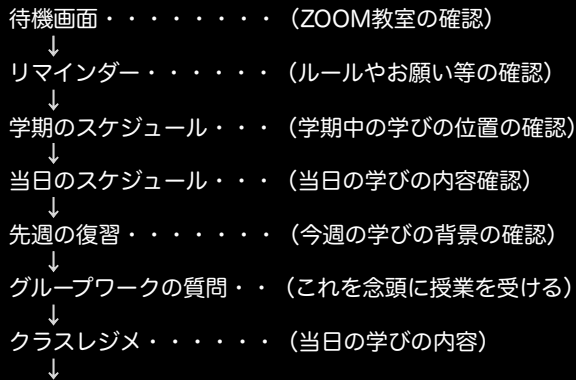 待機画面・・・・・・・・（ZOOM教室の確認）
↓
リマインダー・・・・・・（ルールやお願い等の確認）
↓
学期のスケジュール・・・（学期中の学びの位置の確認）
↓
当日のスケジュール・・・（当日の学びの内容確認）
↓
先週の復習・・・・・・・（今週の学びの背景の確認）
↓
グループワークの質問・・（これを念頭に授業を受ける）
↓
クラスレジメ・・・・・・（当日の学びの内容）
↓